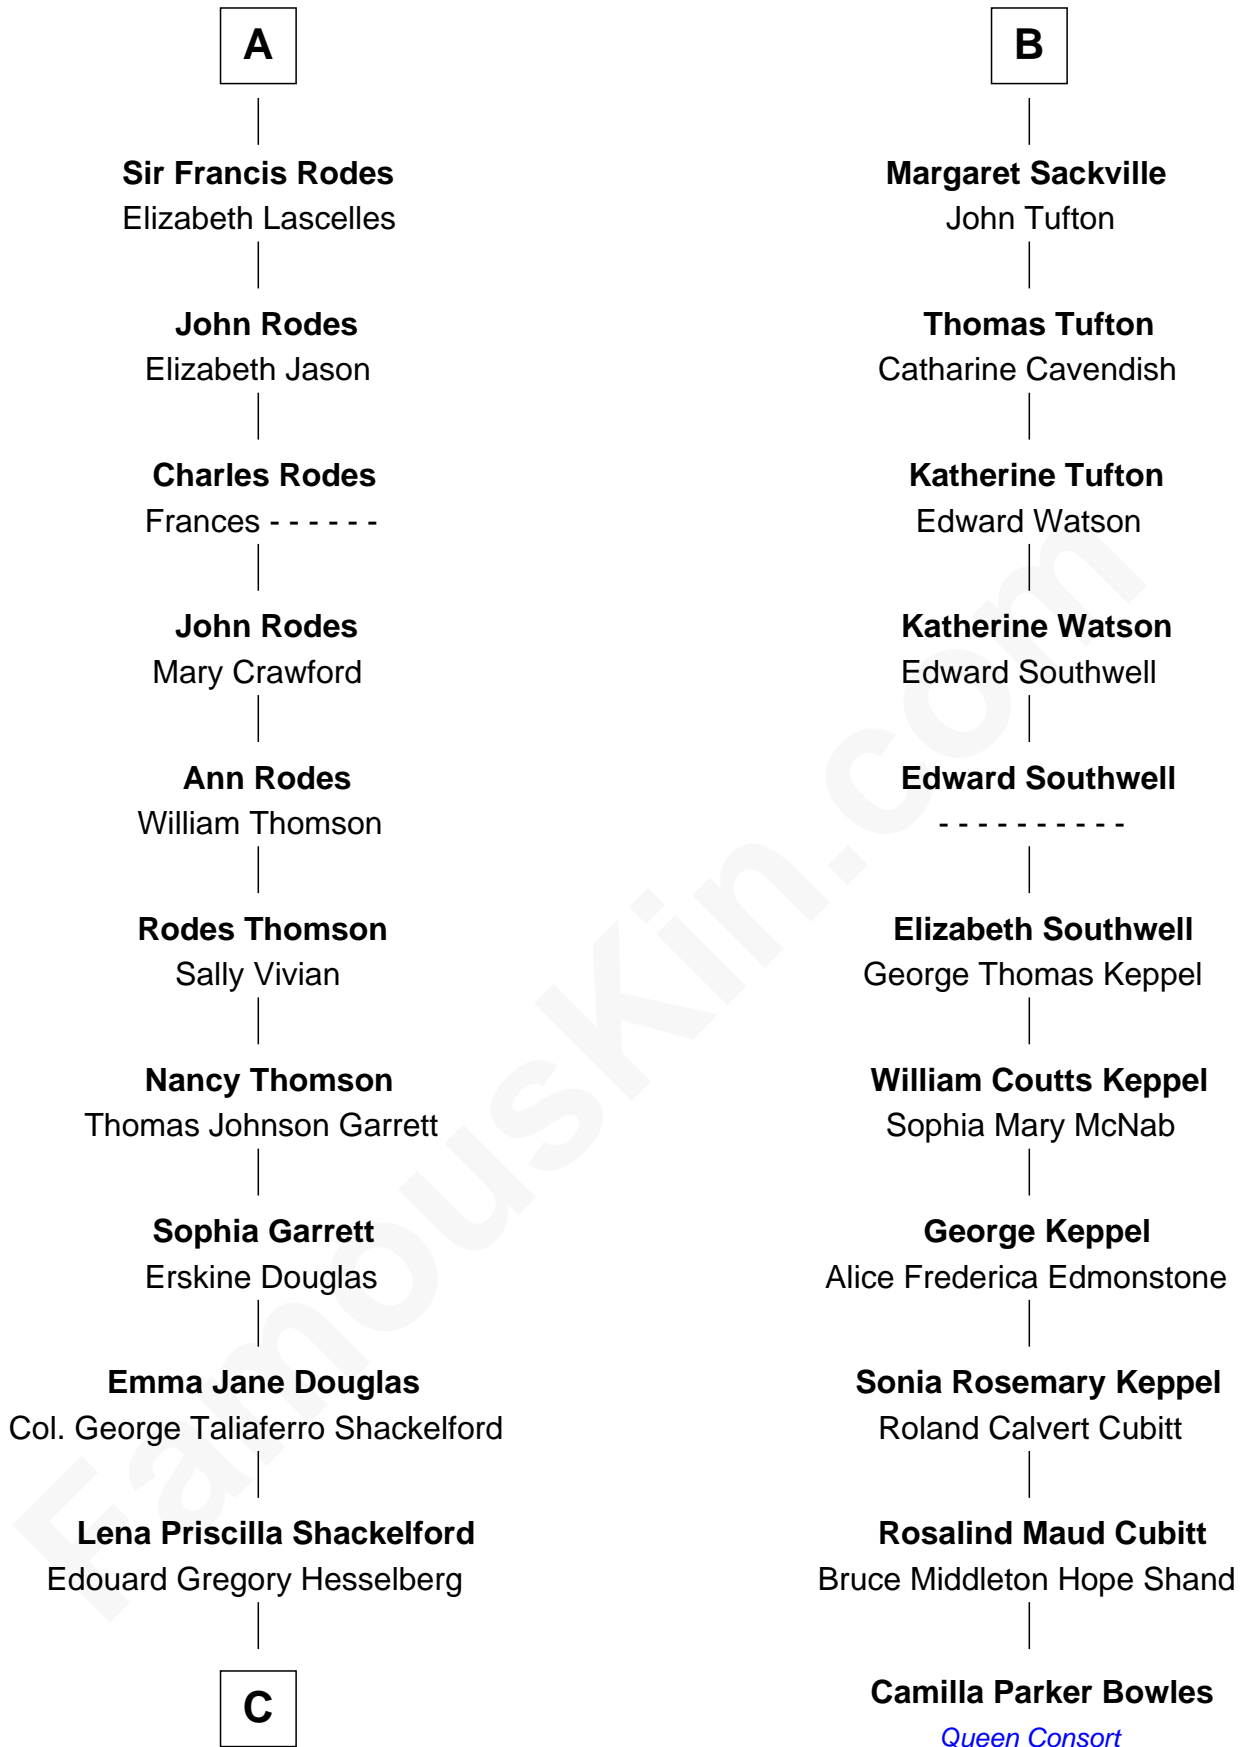 A
Sir Francis Rodes
Elizabeth Lascelles
John Rodes
Elizabeth Jason
Charles Rodes
Frances - - - - - -
John Rodes
Mary Crawford
Ann Rodes
William Thomson
Rodes Thomson
Sally Vivian
Nancy Thomson
Thomas Johnson Garrett
Sophia Garrett
Erskine Douglas
Emma Jane Douglas
Col. George Taliaferro Shackelford
Lena Priscilla Shackelford
Edouard Gregory Hesselberg
C
B
Margaret Sackville
John Tufton
Thomas Tufton
Catharine Cavendish
Katherine Tufton
Edward Watson
Katherine Watson
Edward Southwell
Edward Southwell
- - - - - - - - - -
Elizabeth Southwell
George Thomas Keppel
William Coutts Keppel
Sophia Mary McNab
George Keppel
Alice Frederica Edmonstone
Sonia Rosemary Keppel
Roland Calvert Cubitt
Rosalind Maud Cubitt
Bruce Middleton Hope Shand
Camilla Parker Bowles
Queen Consort
FamousKin.com